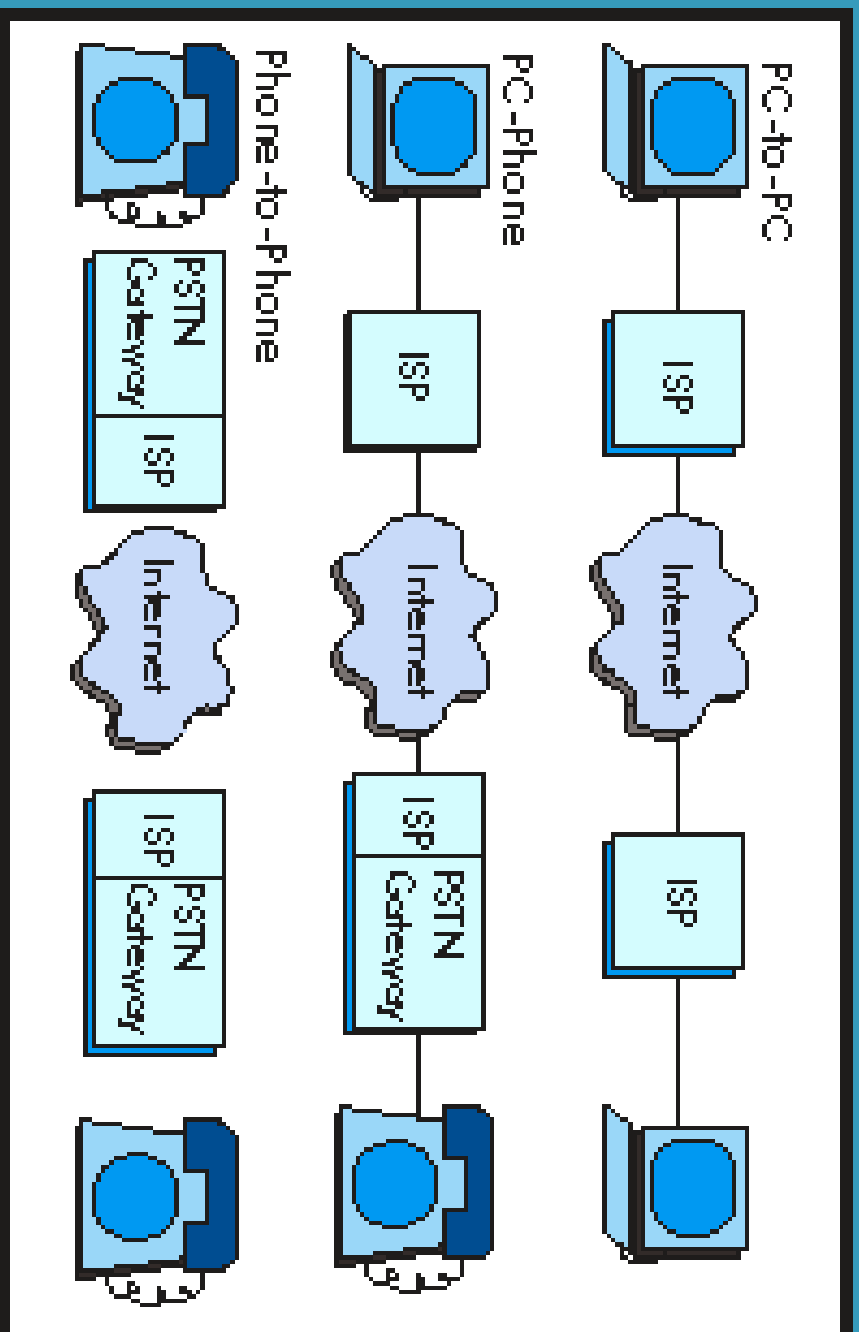 PC-to-PC
ISP
Internet
ISP
PC-Phone
ISP
Internet
ISP
PSTN
Gateway
Phone-to-Phone
PSTN
Gateway
ISP
Internet
ISP
PSTN
Gateway